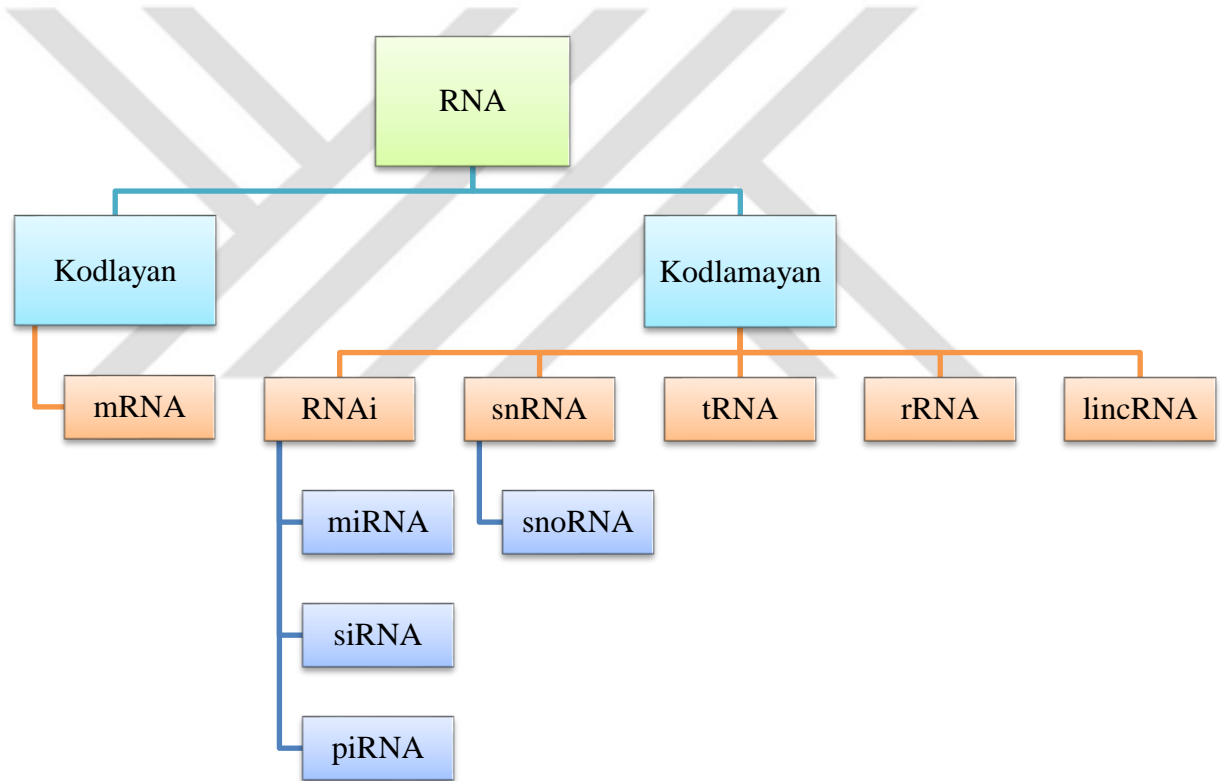 RNA
Kodlayan
Kodlamayan
mRNA
RNAi
snRNA
tRNA
rRNA
lincRNA
miRNA
snoRNA
siRNA
piRNA